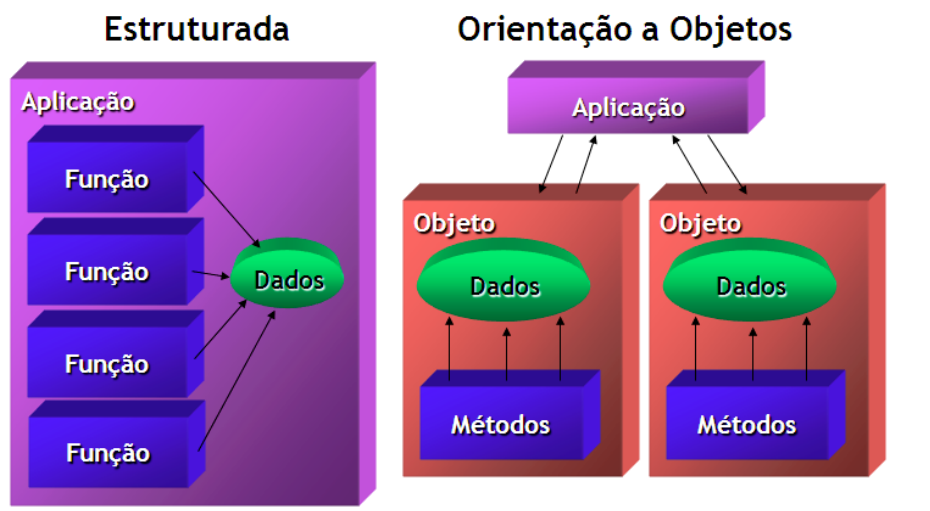 Estruturada
Aplicação
Função
Função
Função
Função
Dados
Orientação a Objetos
Aplicação
Objeto
Dados
Métodos
Objeto
Dados
Métodos